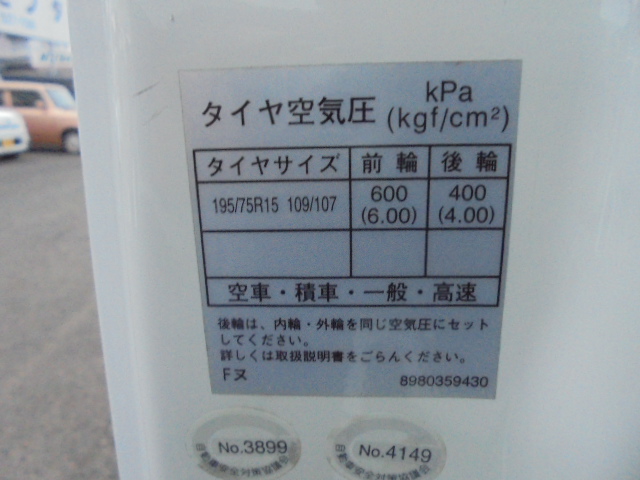 タイヤ空気圧 kPa (kgf/cm²)
タイヤサイズ 前輪 後輪
195/75R15 109/107 600 (6.00) 400 (4.00)
空車・積車・一般・高速
後輪は、内輪・外輪を同じ空気圧にセット
してください。
詳しくは取扱説明書をごらんください。
Fヌ 8980359430
No.3899 No.4149